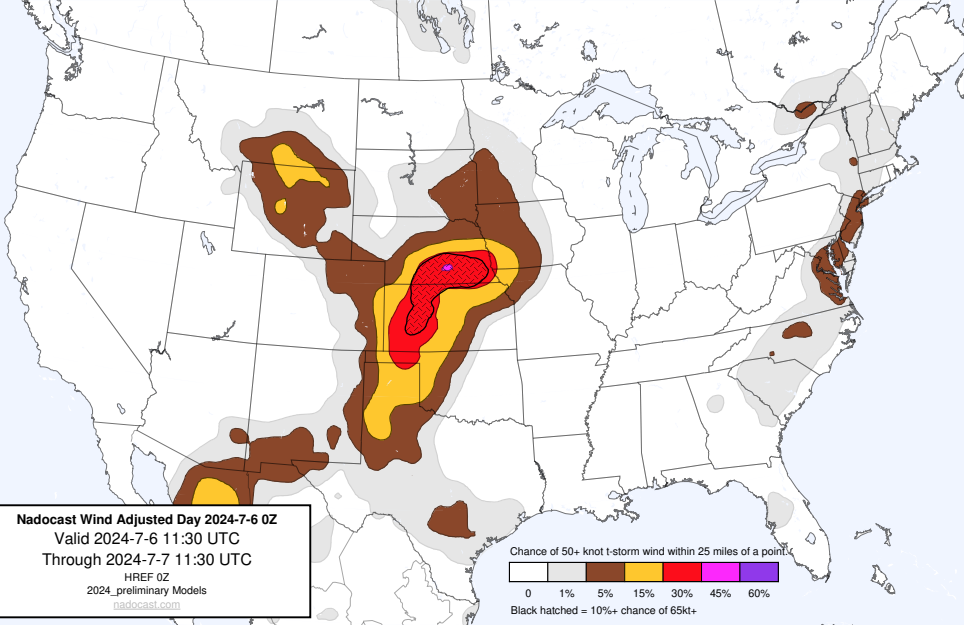 Nadocast Wind Adjusted Day 2024-7-6 0Z
Valid 2024-7-6 11:30 UTC
Through 2024-7-7 11:30 UTC
HREF 0Z
2024_preliminary Models
nadocast.com
Chance of 50+ knot t-storm wind within 25 miles of a point.
0 1% 5% 15% 30% 45% 60%
Black hatched = 10%+ chance of 65kt+